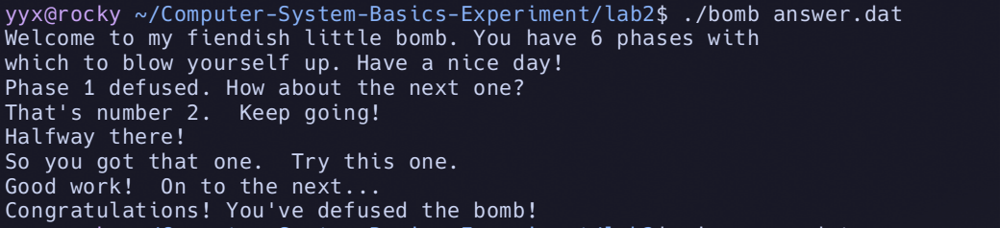 yyx@rocky ~/Computer-System-Basics-Experiment/lab2$ ./bomb answer.dat
Welcome to my fiendish little bomb. You have 6 phases with
which to blow yourself up. Have a nice day!
Phase 1 defused. How about the next one?
That's number 2.  Keep going!
Halfway there!
So you got that one.  Try this one.
Good work!  On to the next...
Congratulations! You've defused the bomb!